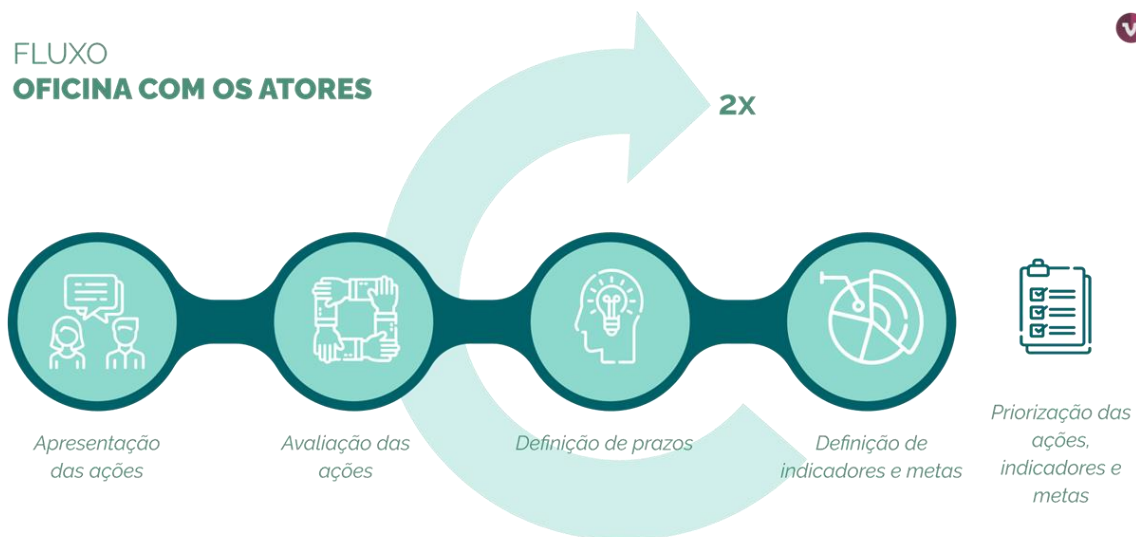 FLUXO
OFICINA COM OS ATORES
2x
Apresentação
das ações
Avaliação das
ações
Definição de prazos
Definição de
indicadores e metas
Priorização das
ações,
indicadores e
metas